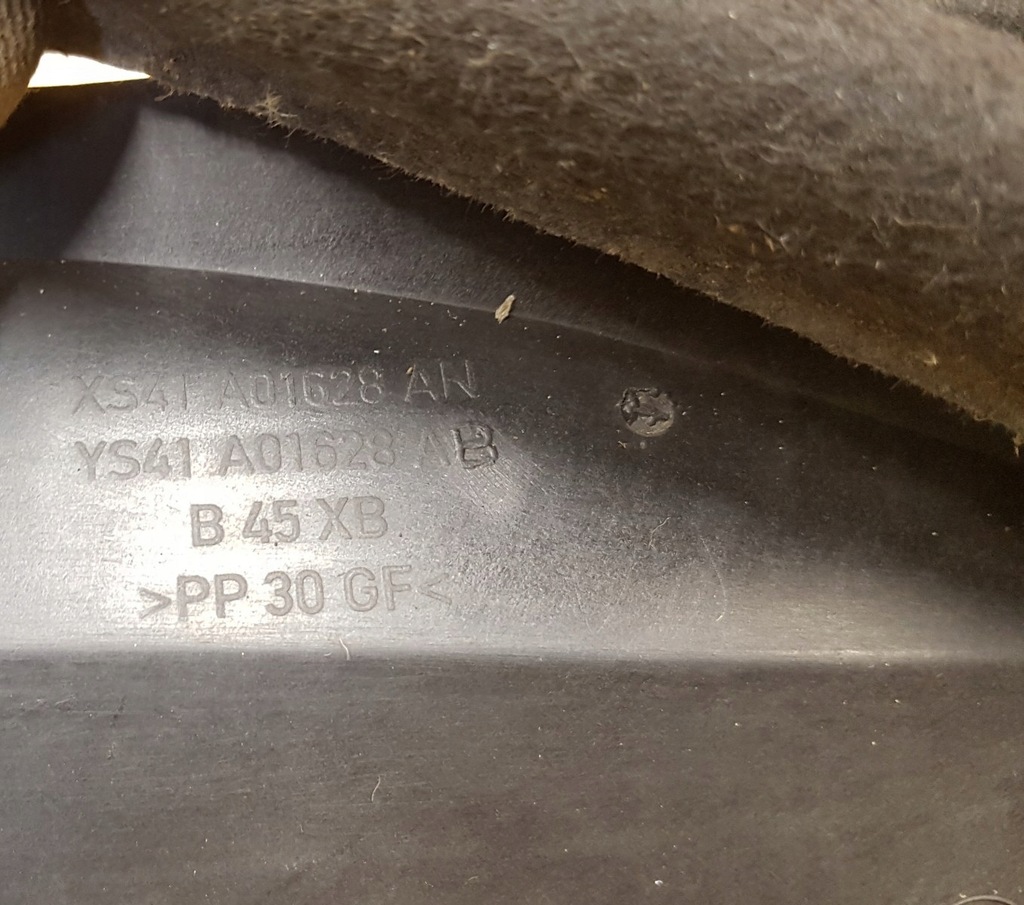 XS41 A01628 AN
YS41 A01628 AB
B 45 XB
>PP 30 GF<